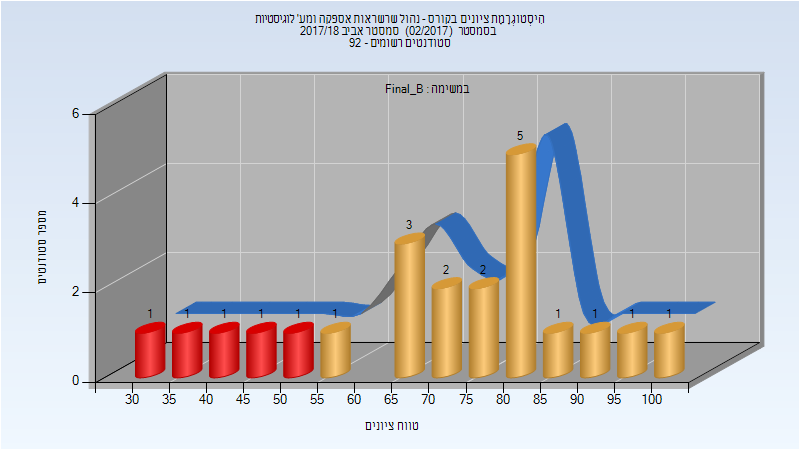 היסטוגרמת ציונים בקורס - נהול שרשראות אספקה ומע' לוגיסטיות
בסמסטר (02/2017) סמסטר אביב 2017/18
סטודנטים רשומים - 92
במשימה : Final_B
מספר סטודנטים
6
4
2
0
1 1 1 1 1 1 3 2 2 5 1 1 1 1
30 35 40 45 50 55 60 65 70 75 80 85 90 95 100
טווח ציונים